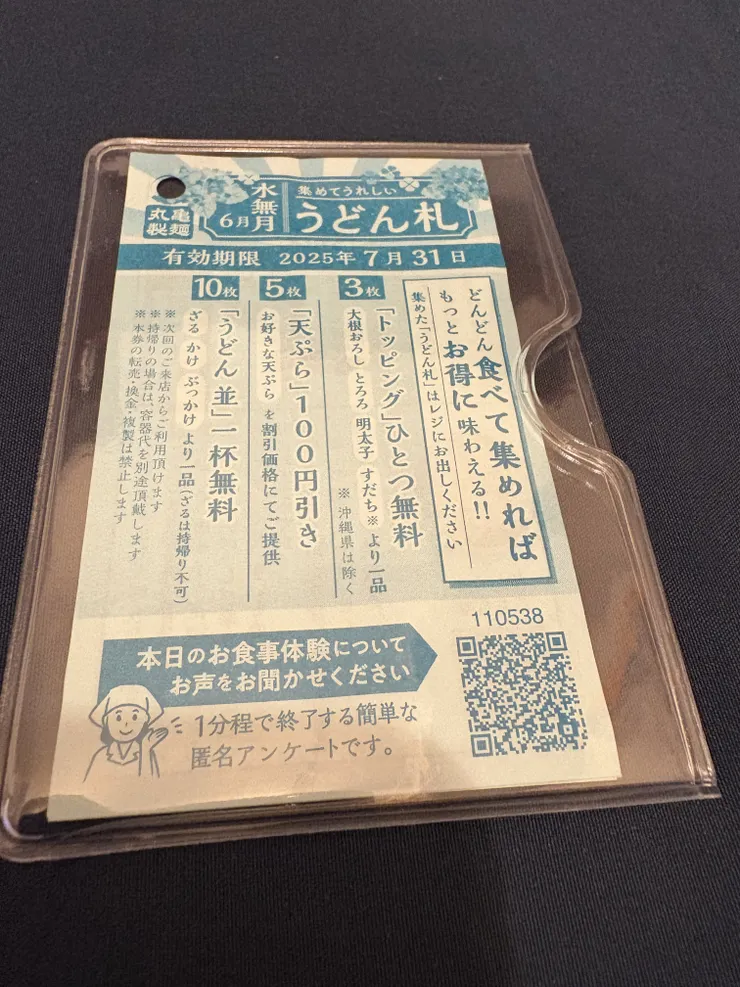 丸亀
製麺
水無月
6月
集めてうれしい
うどん札
有効期限 2025年7月31日
どんどん食べて集めれば
もっとお得に味わえる!!
集めた「うどん札」はレジにお出しください
3枚
「トッピング」ひとつ無料
大根おろし とろろ 明太子 すだち※ より一品
※沖縄県は除く
5枚
「天ぷら」100円引き
お好きな天ぷら を割引価格にてご提供
10枚
「うどん 並」一杯無料
ざる かけ ぶっかけ より一品(ざるは持帰り不可)
※次回のご来店からご利用頂けます
※持帰りの場合は、容器代を別途頂戴します
※本券の転売・換金・複製は禁止します
本日のお食事体験について
お声をお聞かせください
1分程で終了する簡単な
匿名アンケートです。
110538